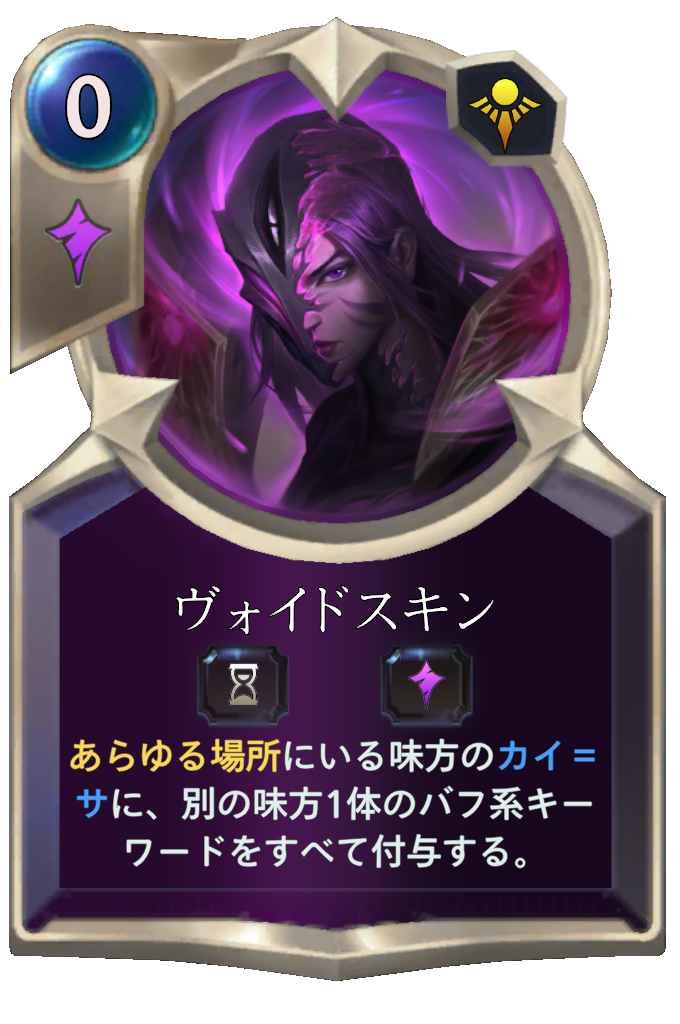 0
ヴォイドスキン
あらゆる場所にいる味方のカイ＝
サに、別の味方1体のバフ系キー
ワードをすべて付与する。